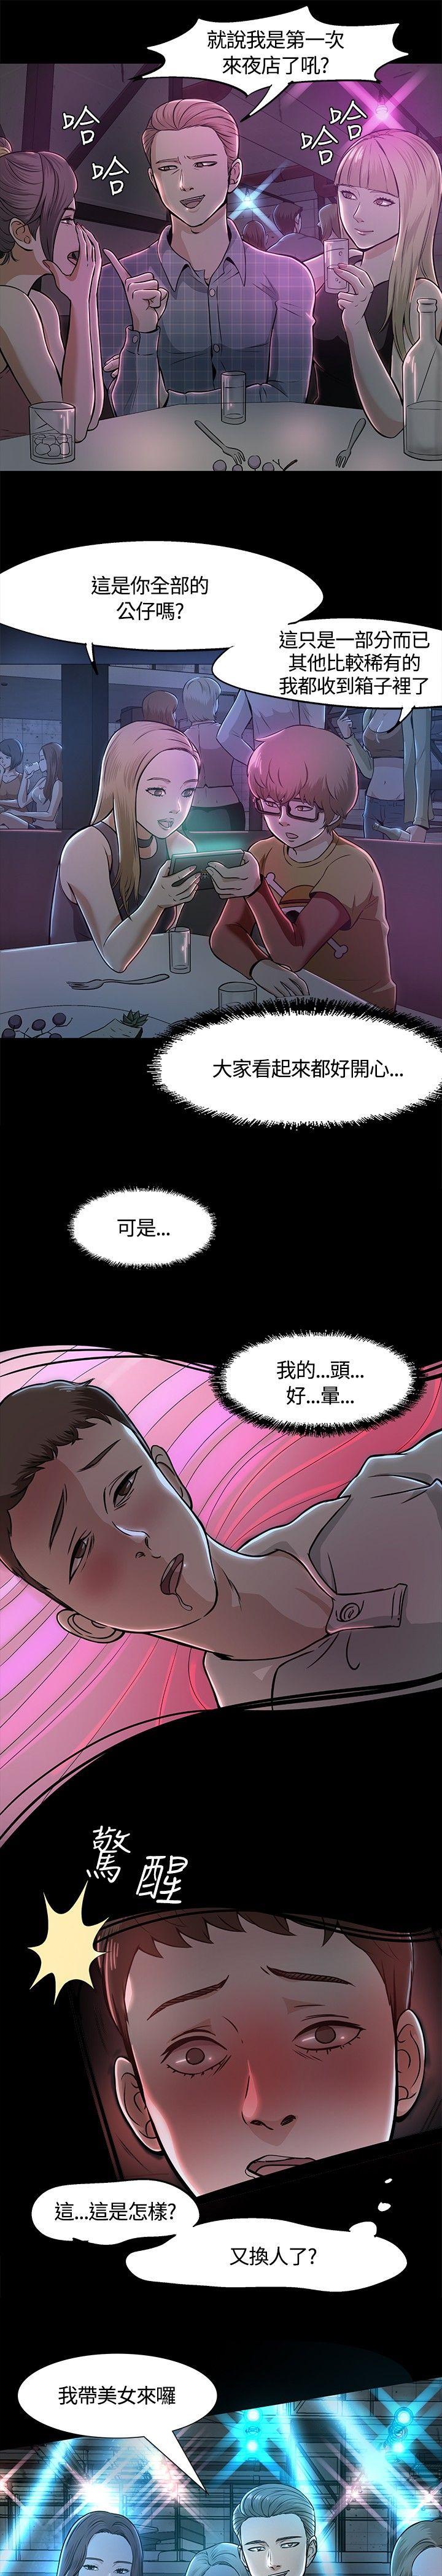 就說我是第一次
來夜店了吼?
哈
哈
哈
哈
這是你全部的
公仔嗎?
這只是一部分而已
其他比較稀有的
我都收到箱子裡了
大家看起來都好開心...
可是...
我的...頭...
好...暈...
驚醒
這...這是怎樣?
又換人了?
我帶美女來囉